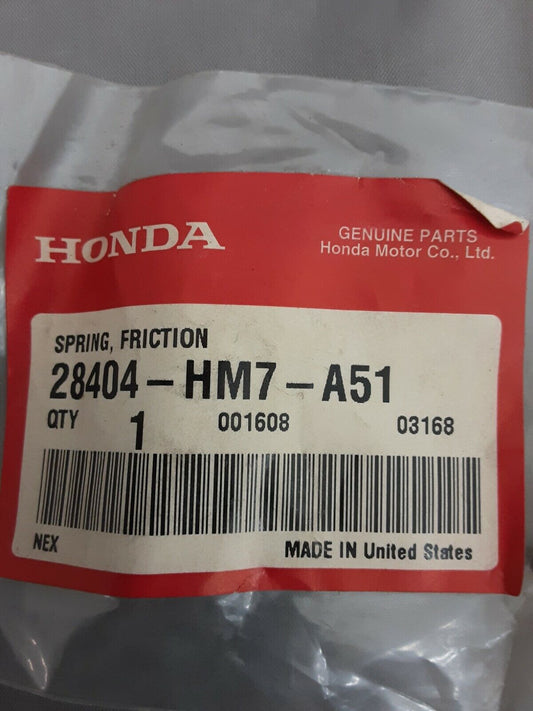 HONDA
GENUINE PARTS
Honda Motor Co., Ltd.
SPRING, FRICTION
28404-HM7-A51
QTY 1 001608 03168
NEX MADE IN United States